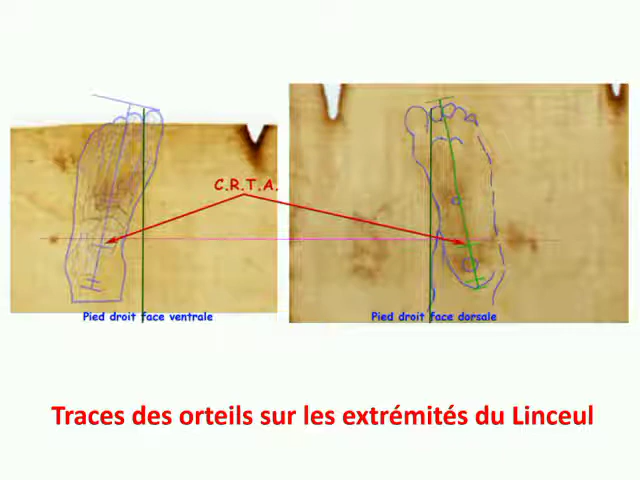 C.R.T.A.
Pied droit face ventrale
Pied droit face dorsale
Traces des orteils sur les extrémités du Linceul